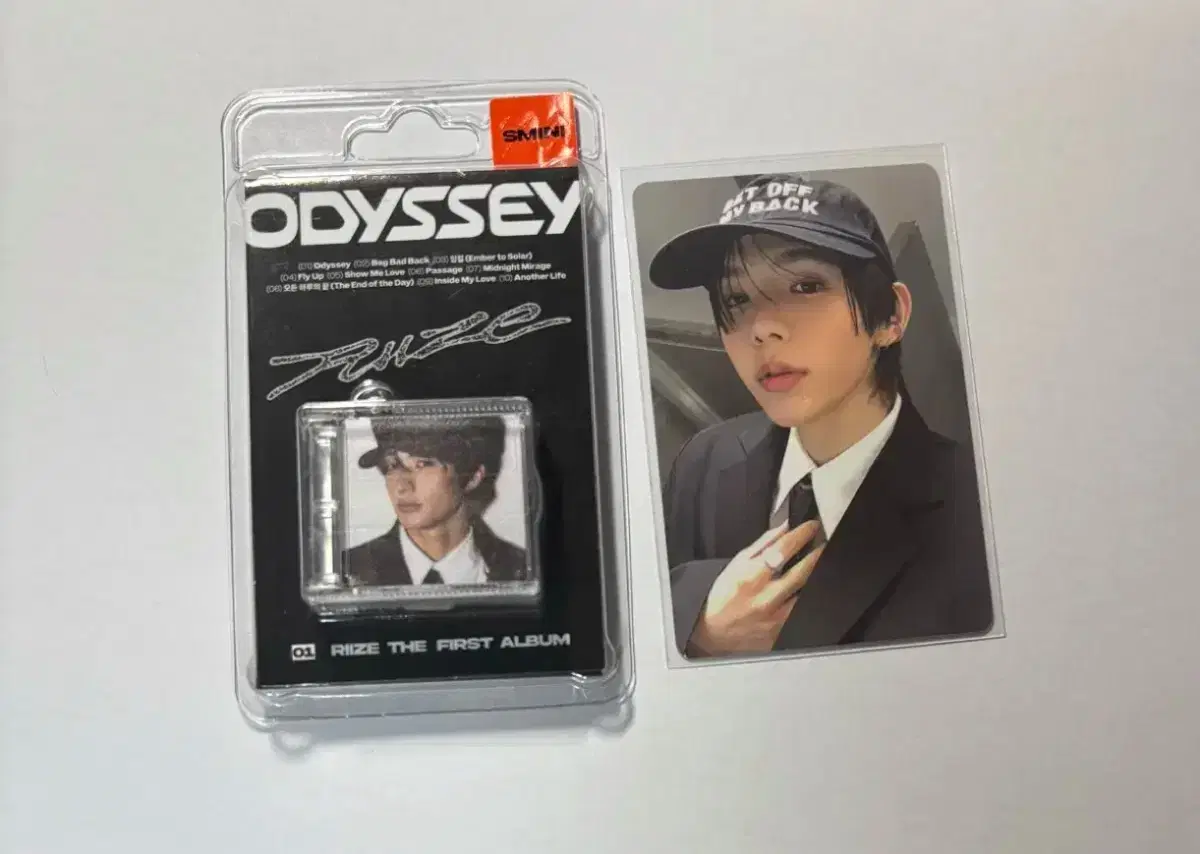 SMINI
ODYSSEY
(01) Odyssey (02) Bag Bad Back (03) 잉걸 (Ember to Solar)
(04) Fly Up (05) Show Me Love (06) Passage (07) Midnight Mirage
(08) 모든 하루의 끝 (The End of the Day) (09) Inside My Love (10) Another Life
RIIZE
01 RIIZE THE FIRST ALBUM
OFF
MY BACK